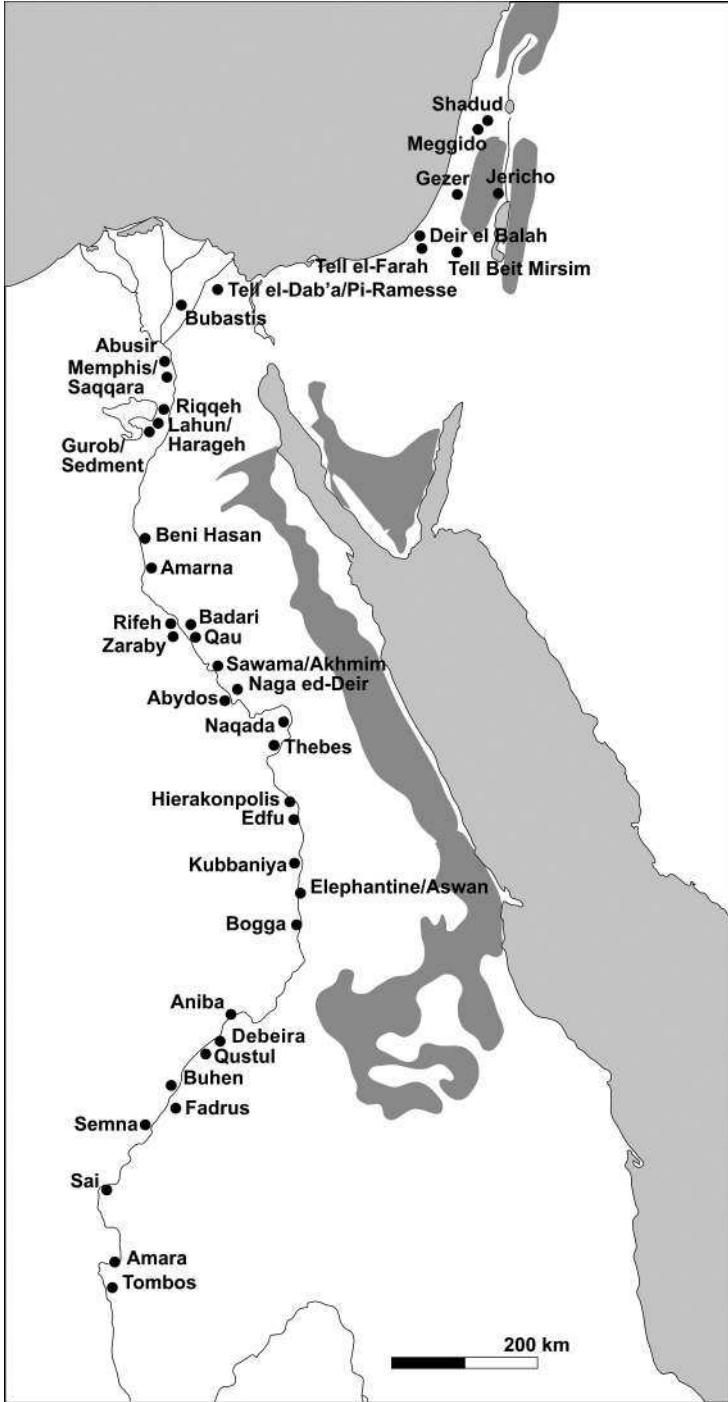 Shadud
Meggido
Gezer
Jericho
Deir el Balah
Tell el-Farah
Tell Beit Mirsim
Tell el-Dab'a/Pi-Ramesse
Bubastis
Abusir
Memphis/
Saqqara
Riqqeh
Lahun/
Harageh
Gurob/
Sedment
Beni Hasan
Amarna
Rifeh
Badari
Zaraby
Qau
Sawama/Akhmim
Naga ed-Deir
Abydos
Naqada
Thebes
Hierakonpolis
Edfu
Kubbaniya
Elephantine/Aswan
Bogga
Aniba
Debeira
Qustul
Buhen
Fadrus
Semna
Sai
Amara
Tombos
200 km